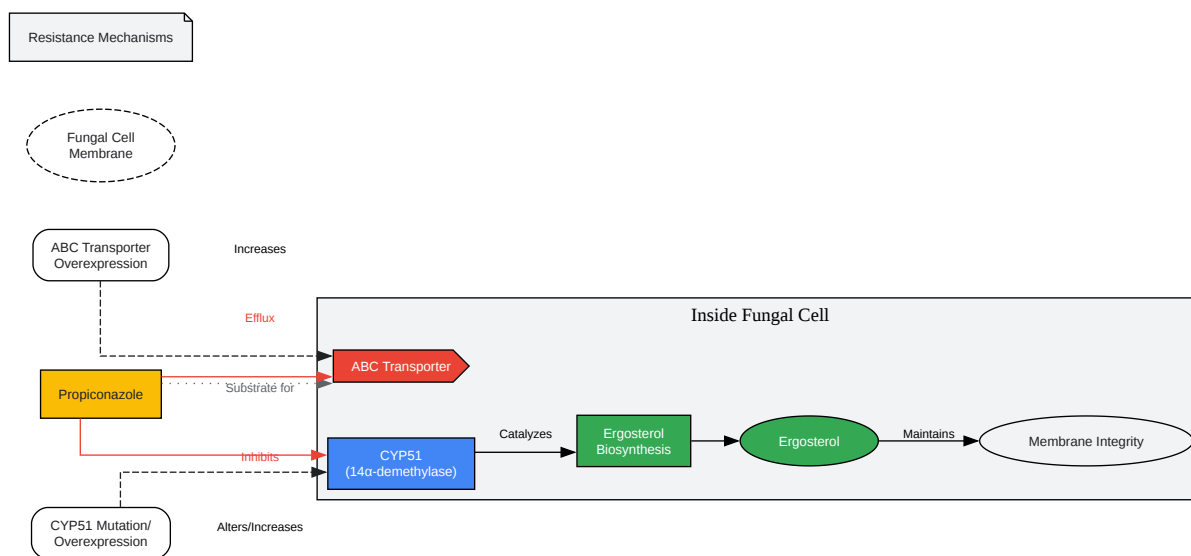 Resistance Mechanisms
Fungal Cell
Membrane
ABC Transporter
Overexpression
Increases
Efflux
Inside Fungal Cell
ABC Transporter
Propiconazole
Substrate for
Inhibits
CYP51
(14α-demethylase)
Catalyzes
Ergosterol
Biosynthesis
Ergosterol
Maintains
Membrane Integrity
CYP51 Mutation/
Overexpression
Alters/Increases